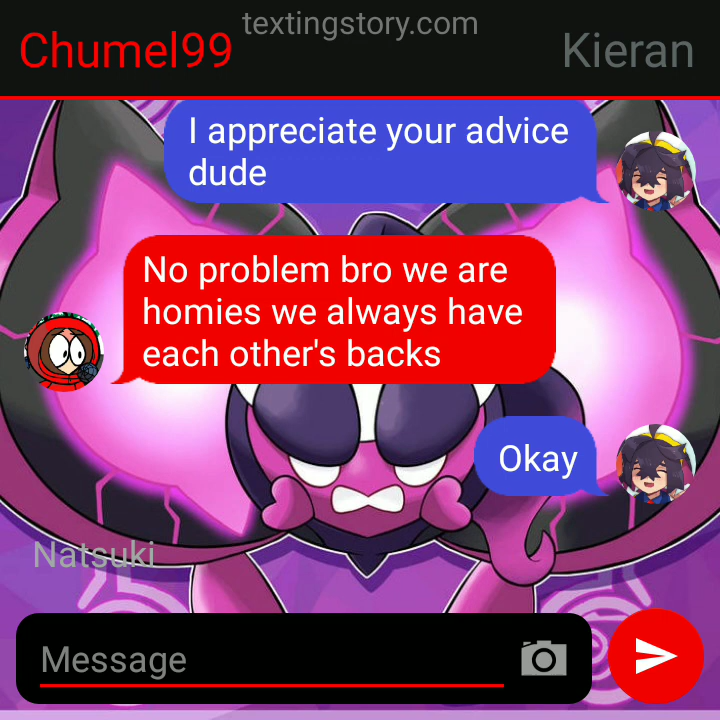 textingstory.com
Chumel99
Kieran
I appreciate your advice
dude
No problem bro we are
homies we always have
each other's backs
Okay
Natsuki
Message